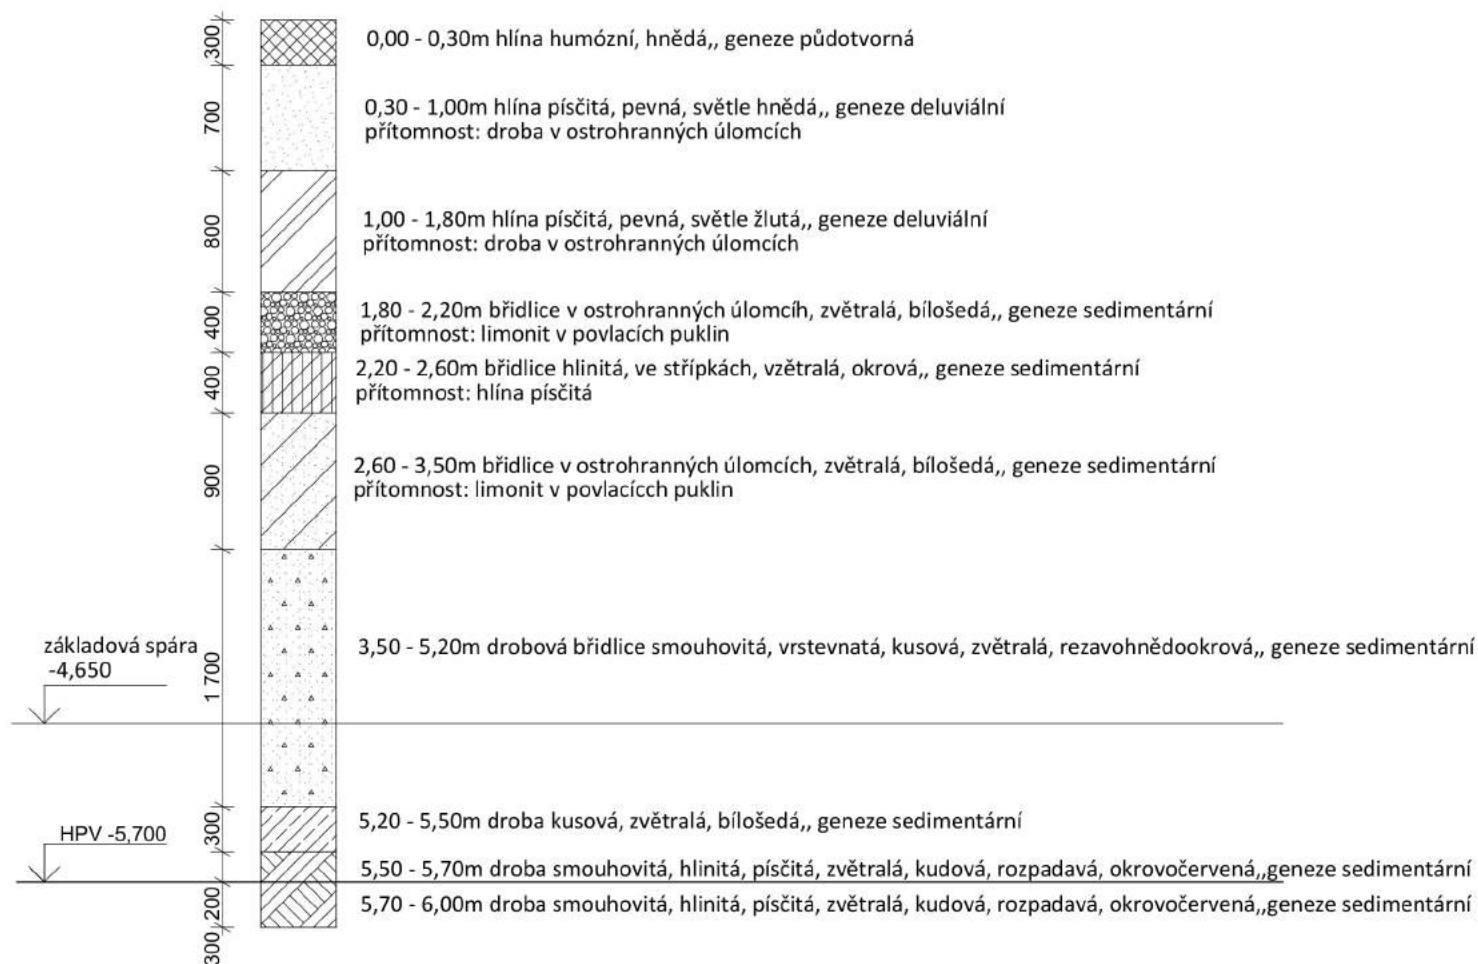 300
0,00 - 0,30m hlína humózní, hnědá,, geneze půdotvorná
700
0,30 - 1,00m hlína písčitá, pevná, světle hnědá,, geneze deluviální
přítomnost: droba v ostrohranných úlomcích
800
1,00 - 1,80m hlína písčitá, pevná, světle žlutá,, geneze deluviální
přítomnost: droba v ostrohranných úlomcích
400
1,80 - 2,20m břidlice v ostrohranných úlomcíh, zvětralá, bílošedá,, geneze sedimentární
přítomnost: limonit v povlacích puklin
400
2,20 - 2,60m břidlice hlinitá, ve střípkách, vzětralá, okrová,, geneze sedimentární
přítomnost: hlína písčitá
900
2,60 - 3,50m břidlice v ostrohranných úlomcích, zvětralá, bílošedá,, geneze sedimentární
přítomnost: limonit v povlacícch puklin
1 700
3,50 - 5,20m drobová břidlice smouhovitá, vrstevnatá, kusová, zvětralá, rezavohnědookrová,, geneze sedimentární
základová spára
-4,650
300
5,20 - 5,50m droba kusová, zvětralá, bílošedá,, geneze sedimentární
HPV -5,700
5,50 - 5,70m droba smouhovitá, hlinitá, písčitá, zvětralá, kudová, rozpadavá, okrovočervená,,geneze sedimentární
200
5,70 - 6,00m droba smouhovitá, hlinitá, písčitá, zvětralá, kudová, rozpadavá, okrovočervená,,geneze sedimentární
300